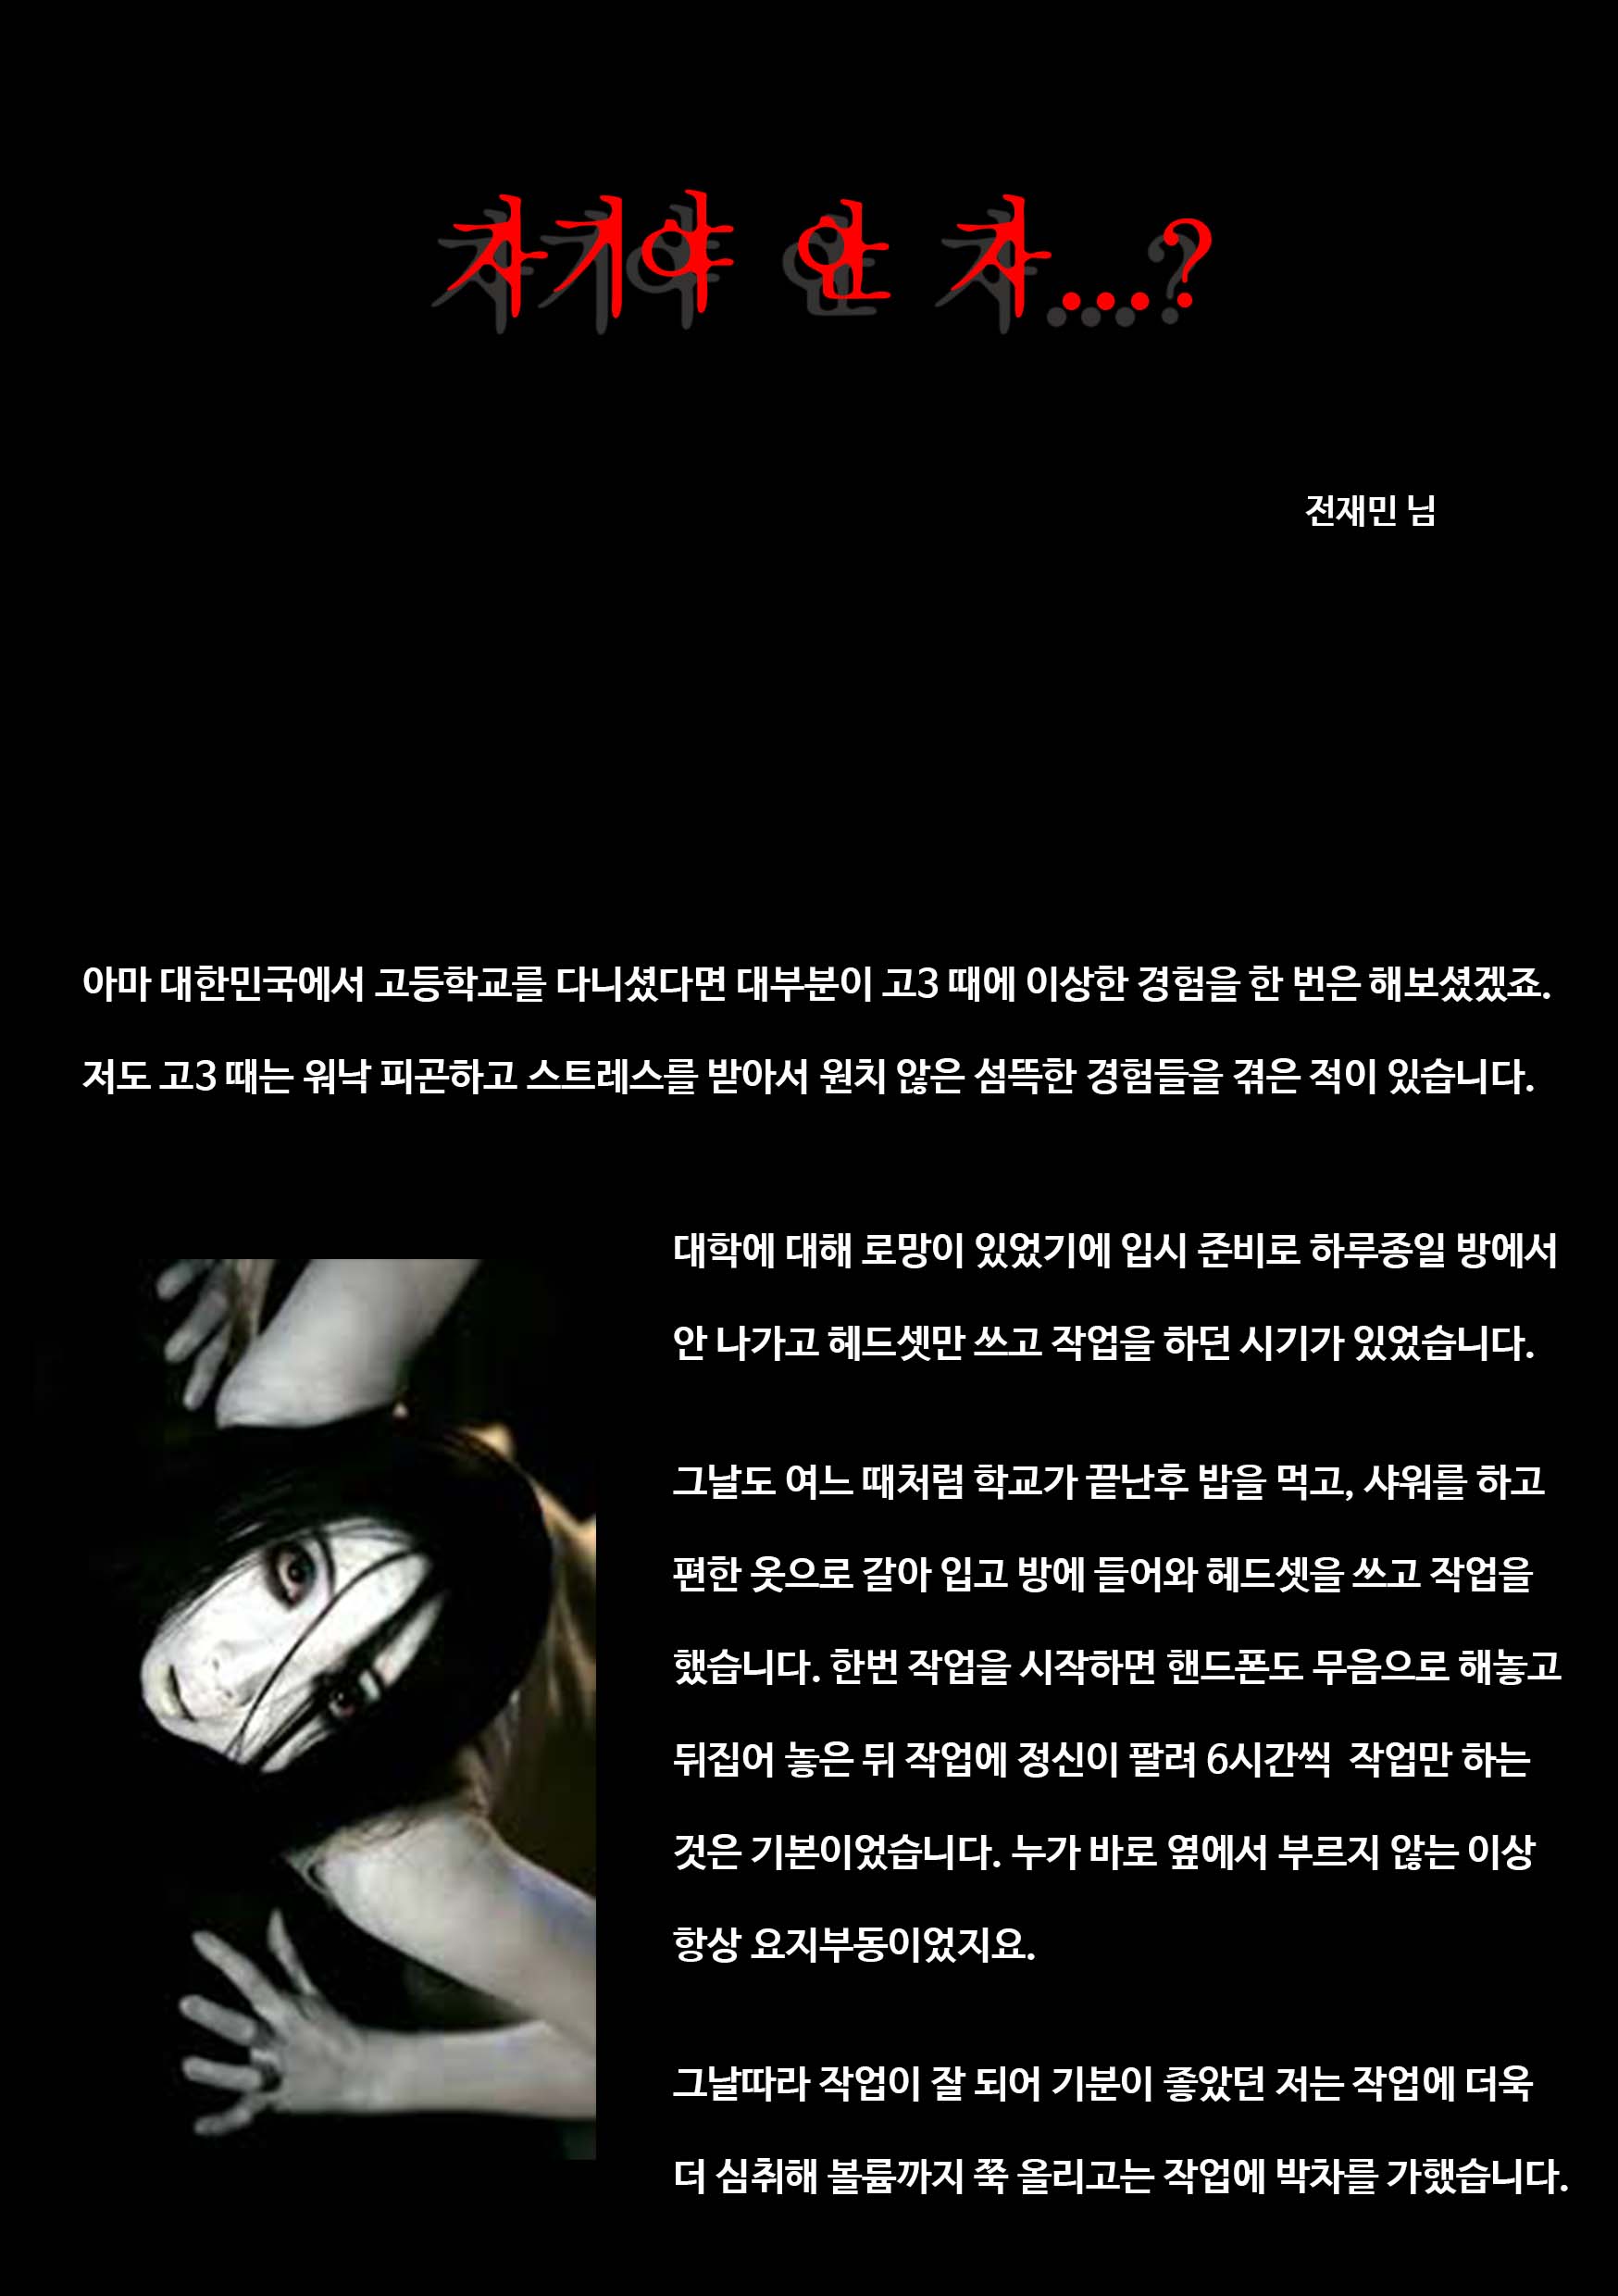 자기야 안 자...?
전재민 님
아마 대한민국에서 고등학교를 다니셨다면 대부분이 고3 때에 이상한 경험을 한 번은 해보셨겠죠.
저도 고3 때는 워낙 피곤하고 스트레스를 받아서 원치 않은 섬뜩한 경험들을 겪은 적이 있습니다.
대학에 대해 로망이 있었기에 입시 준비로 하루종일 방에서
안 나가고 헤드셋만 쓰고 작업을 하던 시기가 있었습니다.
그날도 여느 때처럼 학교가 끝난후 밥을 먹고, 샤워를 하고
편한 옷으로 갈아 입고 방에 들어와 헤드셋을 쓰고 작업을
했습니다. 한번 작업을 시작하면 핸드폰도 무음으로 해놓고
뒤집어 놓은 뒤 작업에 정신이 팔려 6시간씩 작업만 하는
것은 기본이었습니다. 누가 바로 옆에서 부르지 않는 이상
항상 요지부동이었지요.
그날따라 작업이 잘 되어 기분이 좋았던 저는 작업에 더욱
더 심취해 볼륨까지 쭉 올리고는 작업에 박차를 가했습니다.